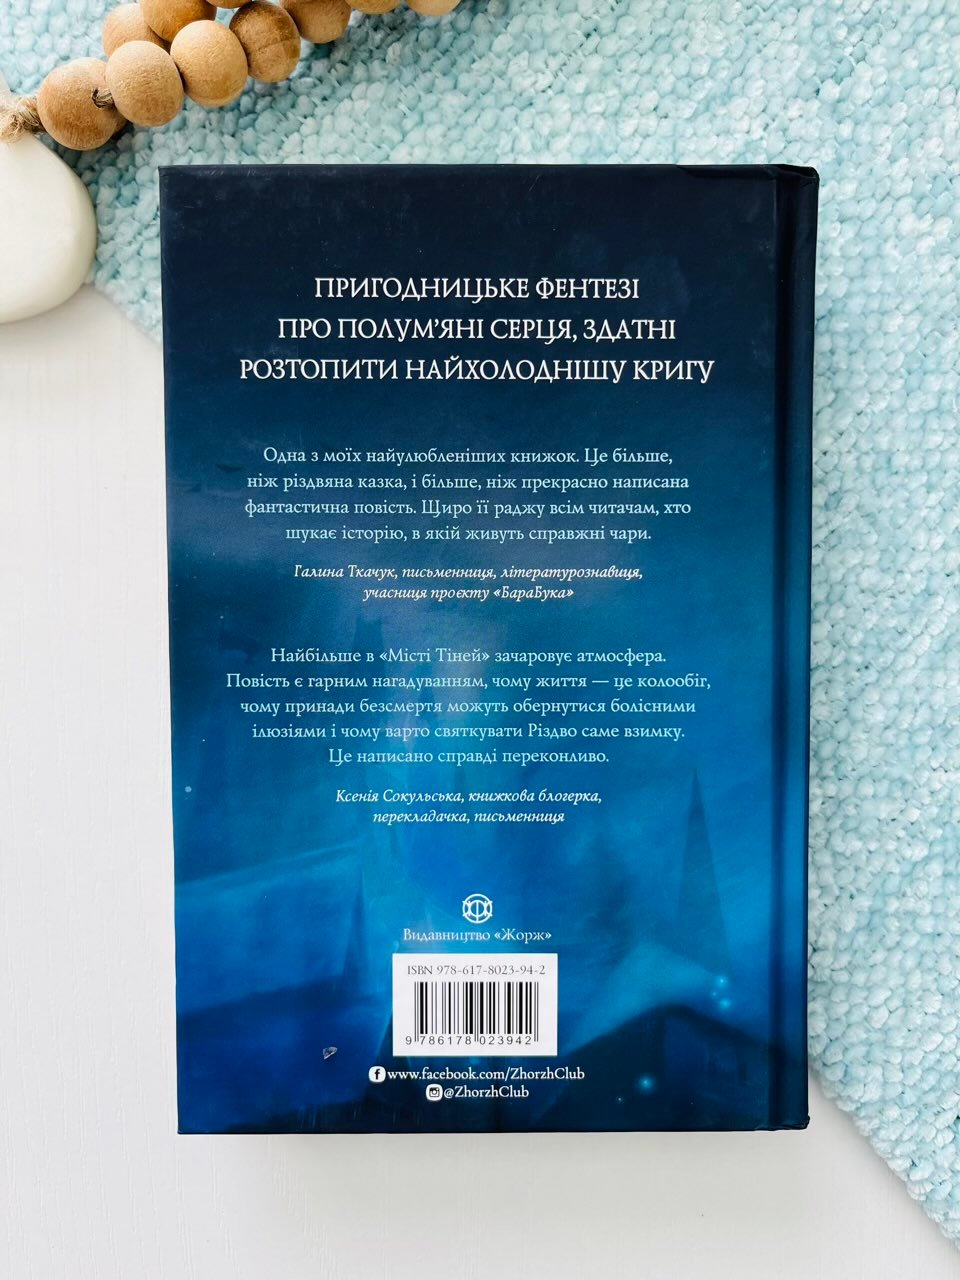 ПРИГОДНИЦЬКЕ ФЕНТЕЗІ
ПРО ПОЛУМ’ЯНІ СЕРЦЯ, ЗДАТНІ
РОЗТОПИТИ НАЙХОЛОДНІШУ КРИГУ
Одна з моїх найулюбленіших книжок. Це більше,
ніж різдвяна казка, і більше, ніж прекрасно написана
фантастична повість. Щиро її раджу всім читачам, хто
шукає історію, в якій живуть справжні чари.
Галина Ткачук, письменниця, літературознавиця,
учасниця проєкту «БараБука»
Найбільше в «Місті Тіней» зачаровує атмосфера.
Повість є гарним нагадуванням, чому життя — це колообіг,
чому принади безсмертя можуть обернутися болісними
ілюзіями і чому варто святкувати Різдво саме взимку.
Це написано справді переконливо.
Ксенія Сокульська, книжкова блогерка,
перекладачка, письменниця
Видавництво «Жорж»
ISBN 978-617-8023-94-2
9 786178 023942
www.facebook.com/ZhorzhClub
@ZhorzhClub